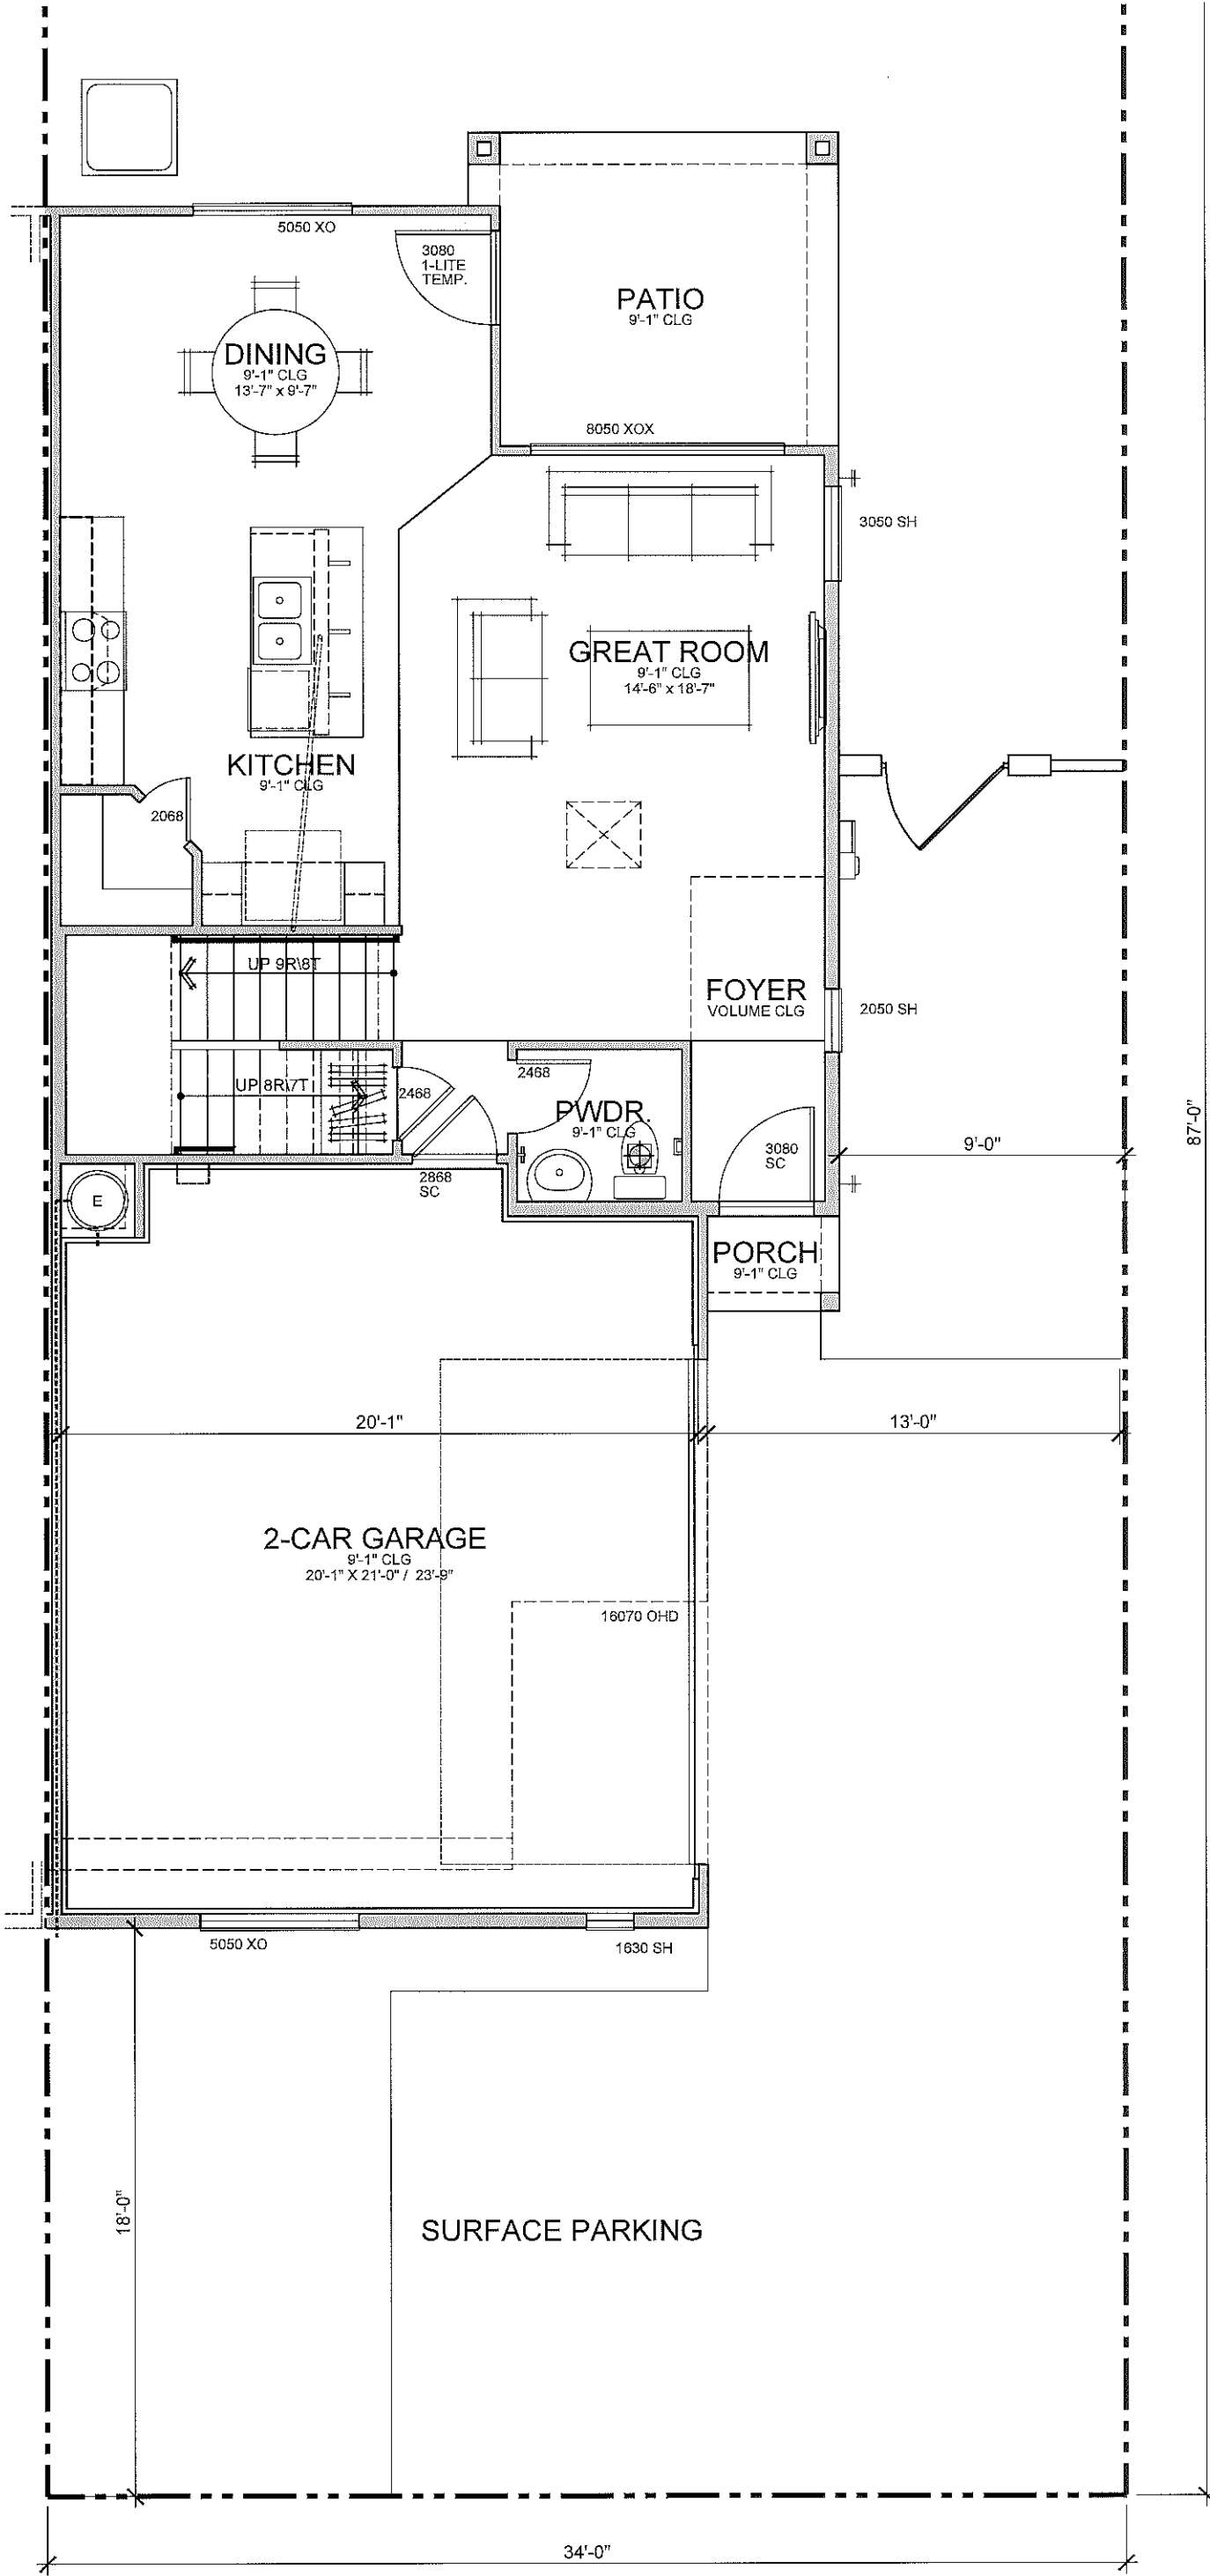 5050 XO
3080
1-LITE
TEMP.
PATIO
9'-1" CLG
DINING
9'-1" CLG
13'-7" x 9'-7"
8050 XOX
3050 SH
GREAT ROOM
9'-1" CLG
14'-6" x 18'-7"
KITCHEN
9'-1" CLG
2068
UP 9R\8T
FOYER
VOLUME CLG
2050 SH
2468
UP 8R\7T
2468
PWDR.
9'-1" CLG
3080
SC
9'-0"
87'-0"
2868
SC
E
PORCH
9'-1" CLG
20'-1"
13'-0"
2-CAR GARAGE
9'-1" CLG
20'-1" X 21'-0" / 23'-9"
16070 OHD
5050 XO
1630 SH
18'-0"
SURFACE PARKING
34'-0"